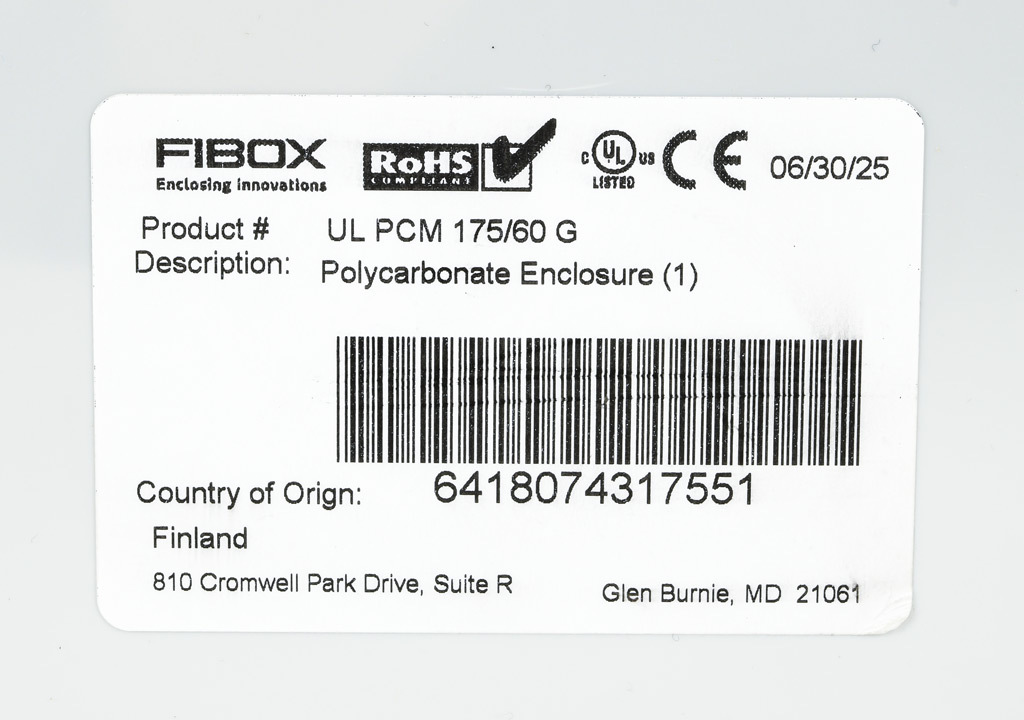 FIBOX
Enclosing Innovations
RoHS
COMPLIANT
C UL US
LISTED
CE
06/30/25
Product # UL PCM 175/60 G
Description: Polycarbonate Enclosure (1)
6418074317551
Country of Orign:
Finland
810 Cromwell Park Drive, Suite R Glen Burnie, MD 21061